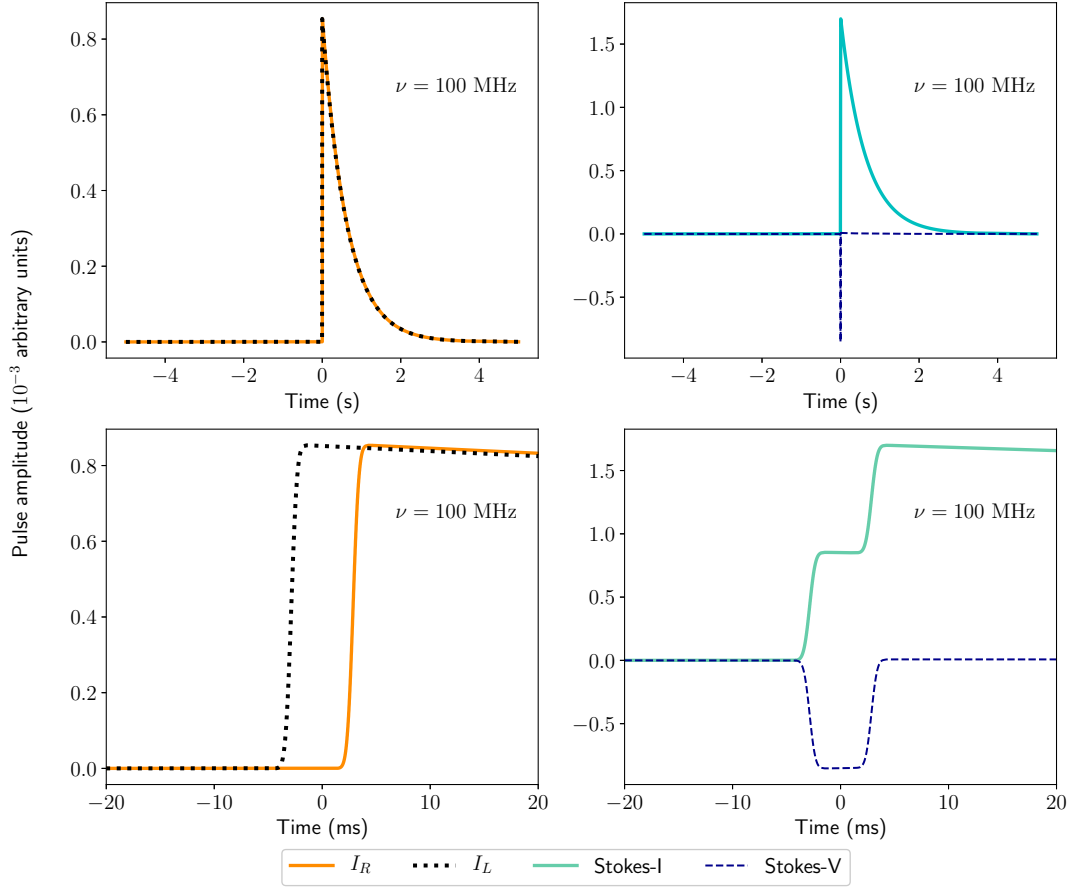 Pulse amplitude (10⁻³ arbitrary units)
0.8
0.6
0.4
0.2
0.0
ν = 100 MHz
−4 −2 0 2 4
Time (s)
1.5
1.0
0.5
0.0
−0.5
ν = 100 MHz
−4 −2 0 2 4
Time (s)
0.8
0.6
0.4
0.2
0.0
ν = 100 MHz
−20 −10 0 10 20
Time (ms)
1.5
1.0
0.5
0.0
−0.5
ν = 100 MHz
−20 −10 0 10 20
Time (ms)
I_R I_L Stokes-I Stokes-V